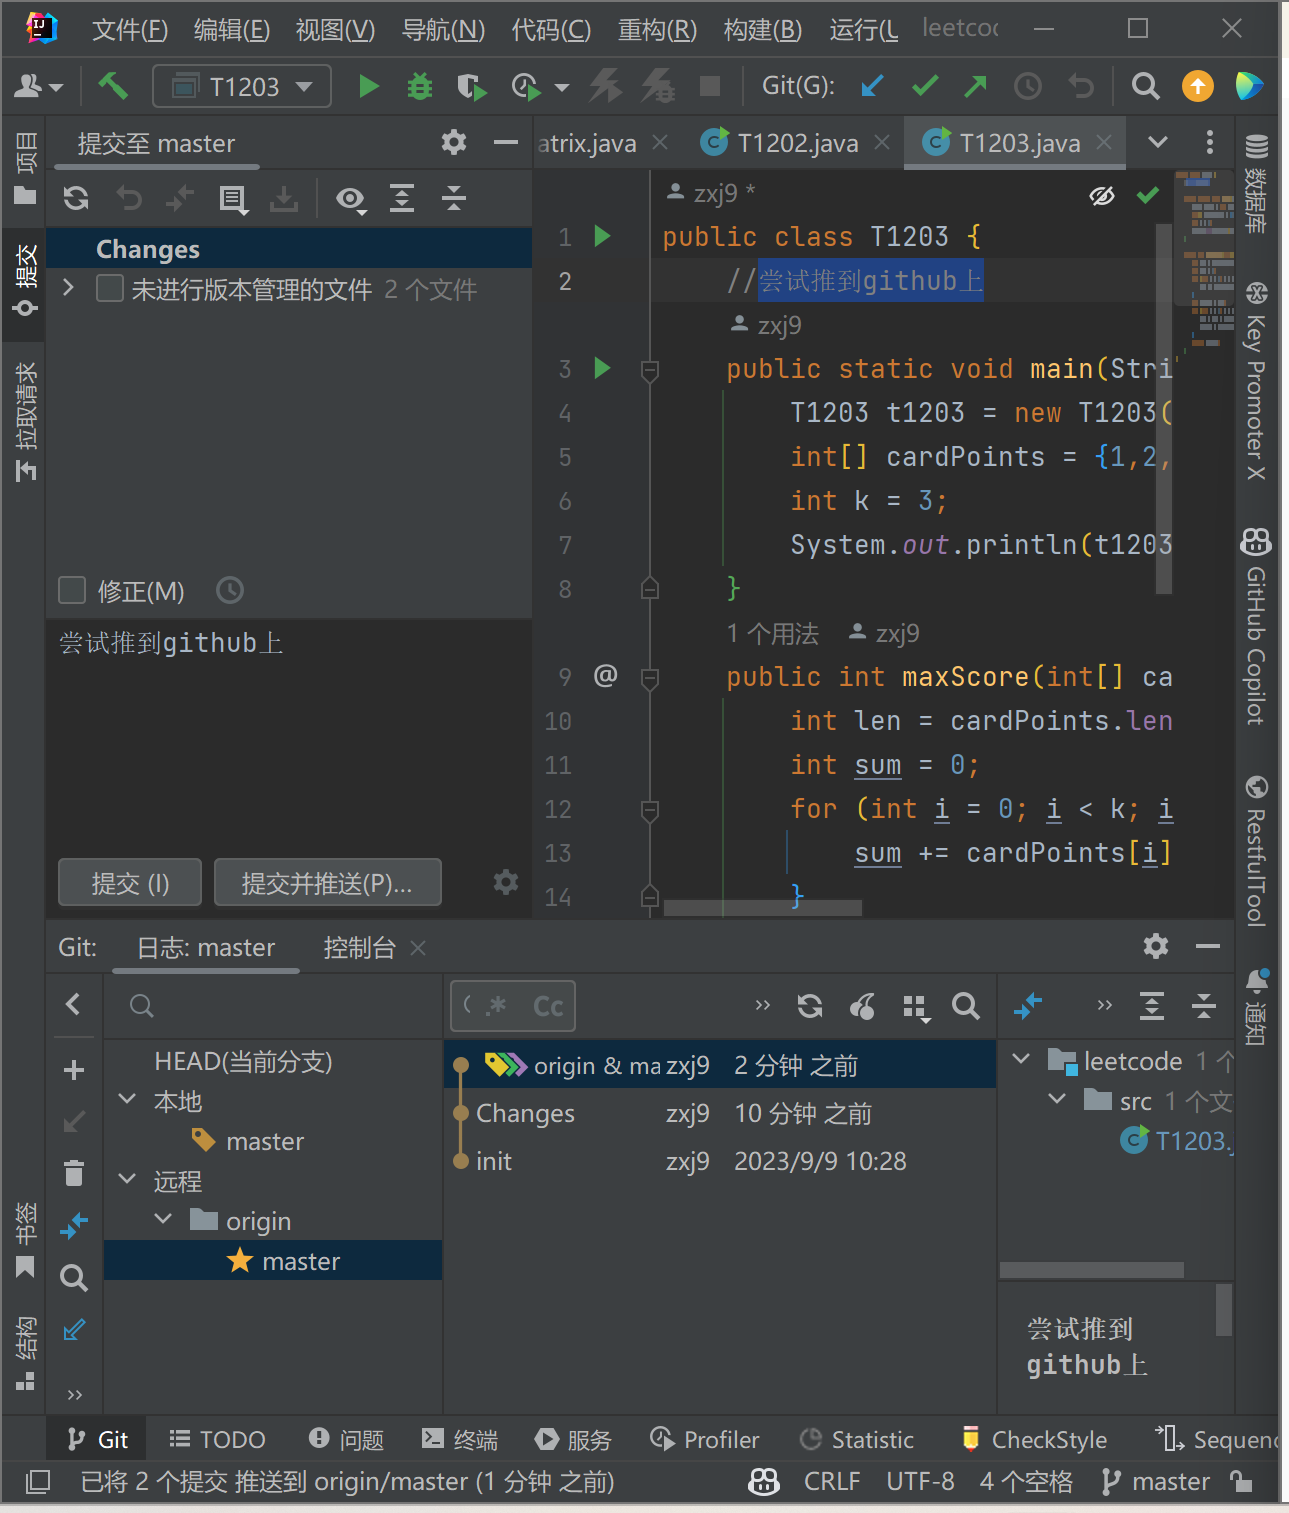 文件(F) 编辑(E) 视图(V) 导航(N) 代码(C) 重构(R) 构建(B) 运行(U leetcod
T1203 Git(G):
提交至 master
atrix.java T1202.java T1203.java
项目
提交
拉取请求
书签
结构
Changes
未进行版本管理的文件 2 个文件
修正(M)
尝试推到github上
提交 (I) 提交并推送(P)...
zxj9 *
1 public class T1203 {
2 //尝试推到github上
zxj9
3 public static void main(Stri
4 T1203 t1203 = new T1203(
5 int[] cardPoints = {1,2,
6 int k = 3;
7 System.out.println(t1203
8 }
1 个用法 zxj9
9 public int maxScore(int[] ca
10 int len = cardPoints.len
11 int sum = 0;
12 for (int i = 0; i < k; i
13 sum += cardPoints[i]
14 }
数据库
Key Promoter X
GitHub Copilot
RestfulTool
通知
Git: 日志: master 控制台
.* Cc
HEAD(当前分支)
本地
master
远程
origin
master
origin & ma zxj9 2 分钟 之前
Changes zxj9 10 分钟 之前
init zxj9 2023/9/9 10:28
leetcode 1 个
src 1 个文
T1203.j
尝试推到
github上
Git TODO 问题 终端 服务 Profiler Statistic CheckStyle Sequenc
已将 2 个提交 推送到 origin/master (1 分钟 之前) CRLF UTF-8 4 个空格 master